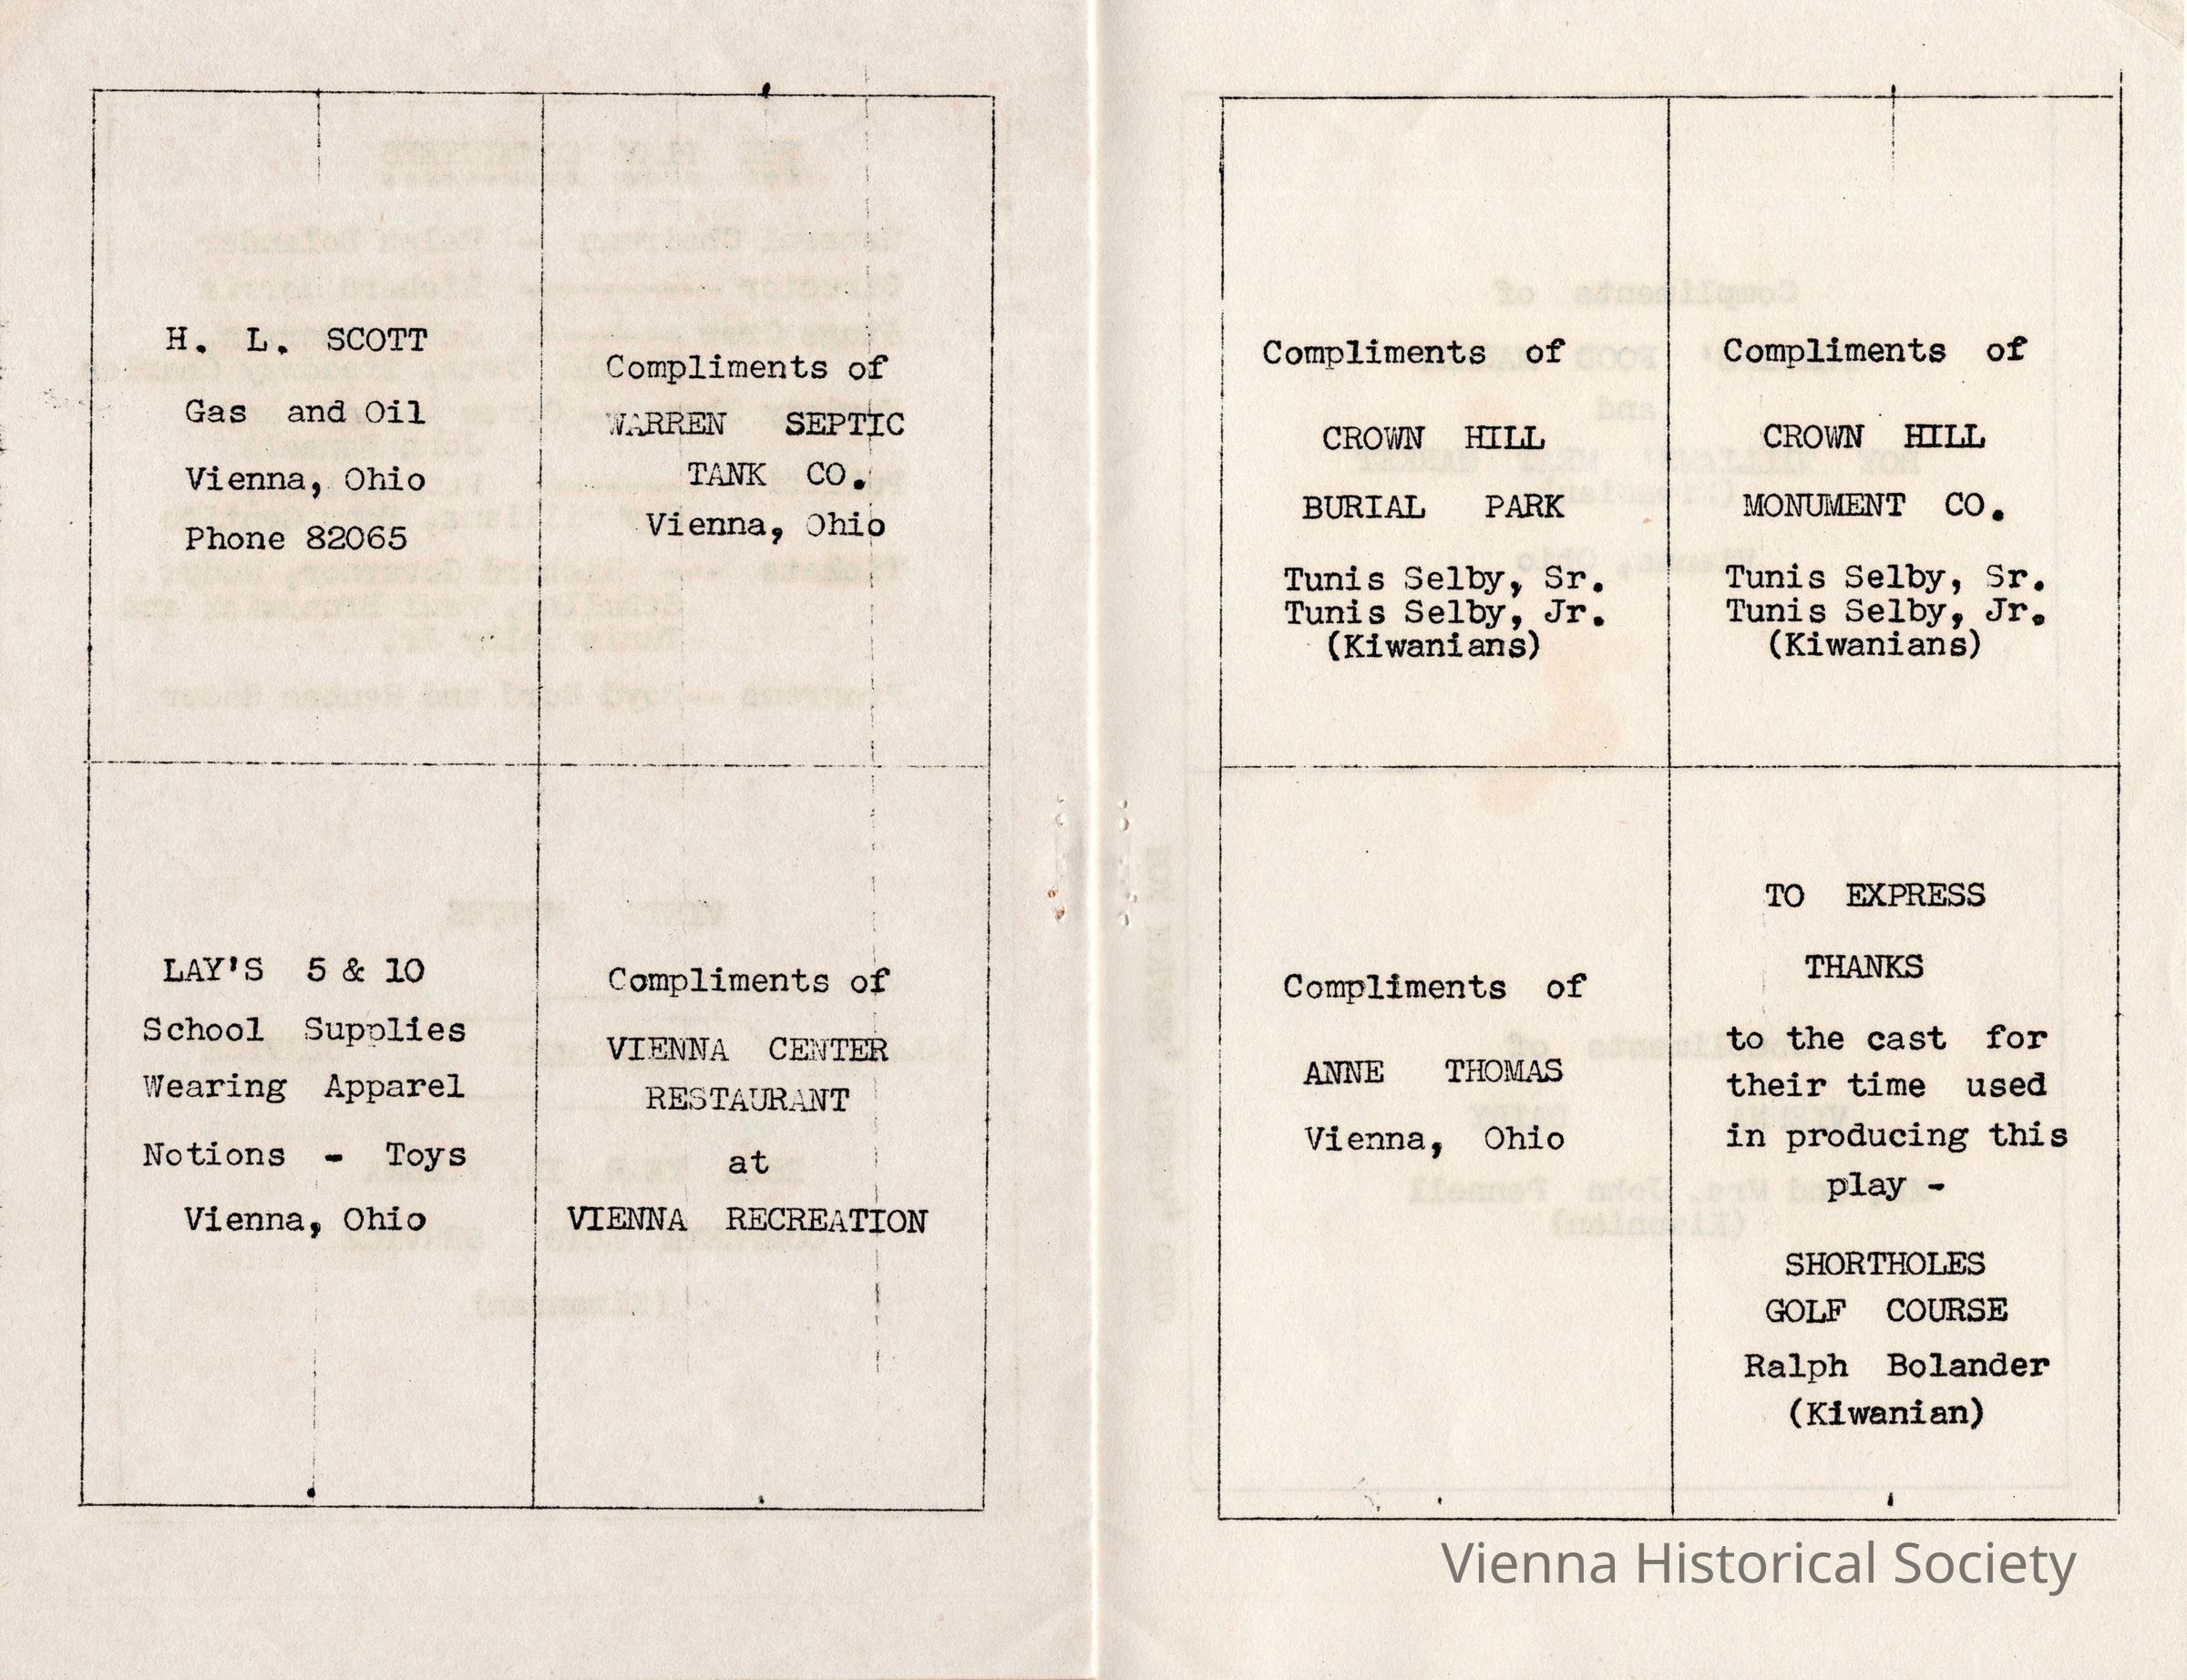 H. L. SCOTT
Gas and Oil
Vienna, Ohio
Phone 82065
Compliments of
WARREN SEPTIC
TANK CO.
Vienna, Ohio
LAY'S 5 & 10
School Supplies
Wearing Apparel
Notions - Toys
Vienna, Ohio
Compliments of
VIENNA CENTER
RESTAURANT
at
VIENNA RECREATION
Compliments of
CROWN HILL
BURIAL PARK
Tunis Selby, Sr.
Tunis Selby, Jr.
(Kiwanians)
Compliments of
CROWN HILL
MONUMENT CO.
Tunis Selby, Sr.
Tunis Selby, Jr.
(Kiwanians)
Compliments of
ANNE THOMAS
Vienna, Ohio
TO EXPRESS
THANKS
to the cast for
their time used
in producing this
play -
SHORTHOLES
GOLF COURSE
Ralph Bolander
(Kiwanian)
Vienna Historical Society